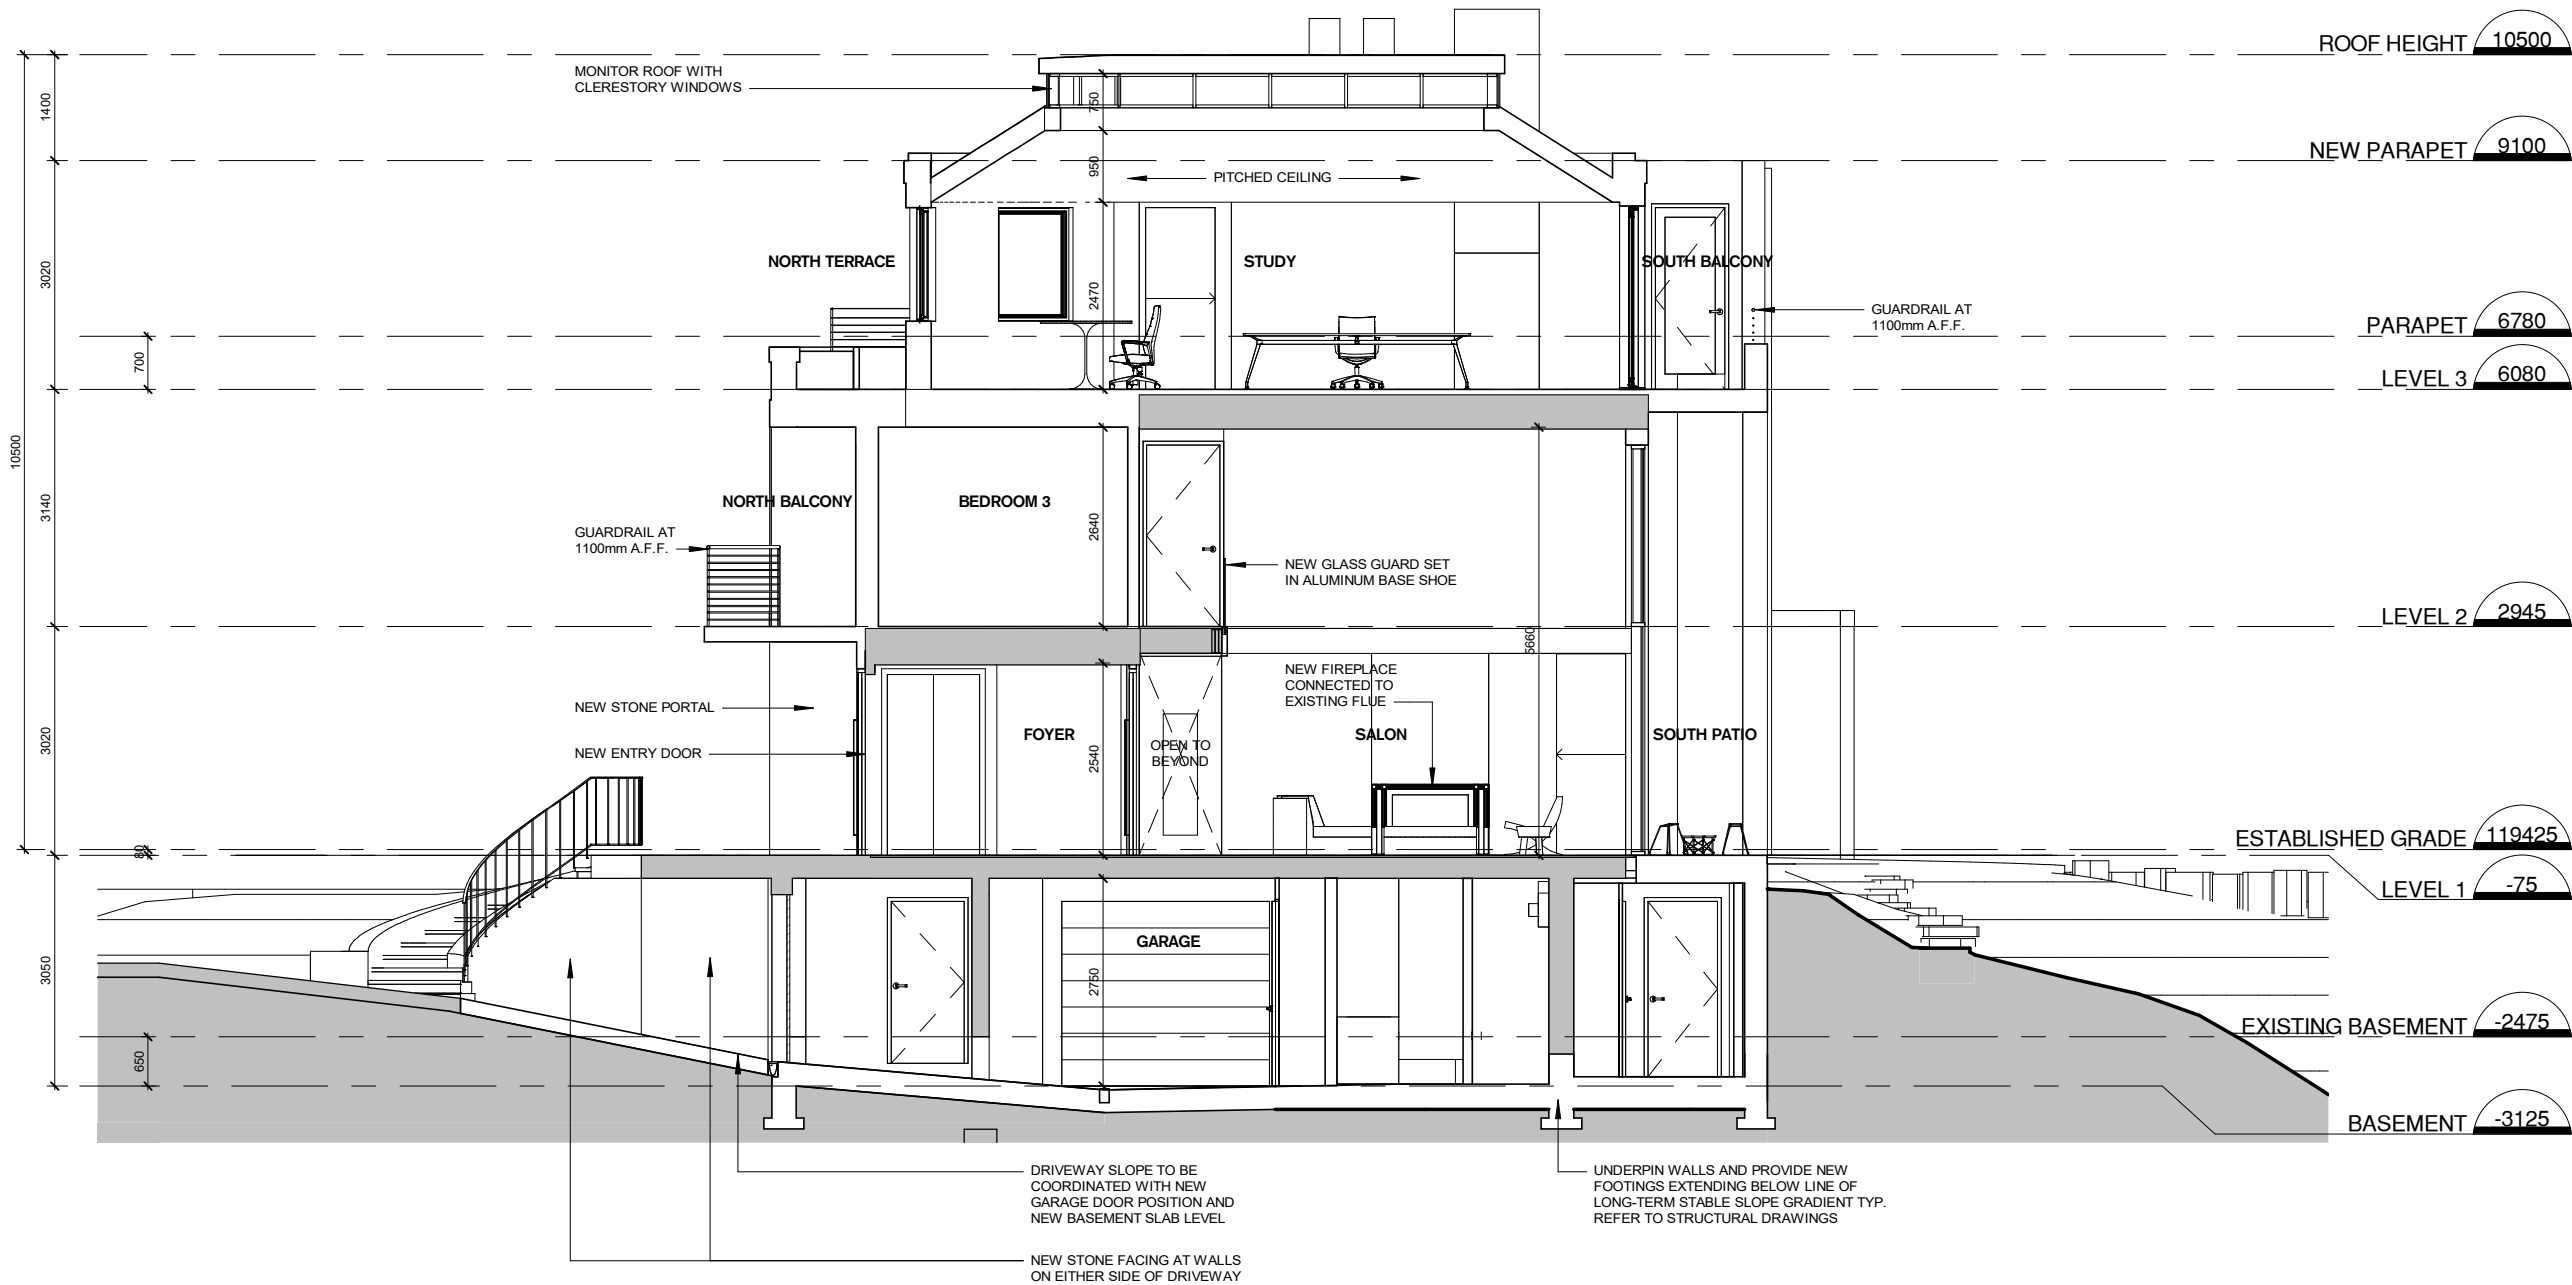 ROOF HEIGHT 10500
MONITOR ROOF WITH
CLERESTORY WINDOWS
1400
750
NEW PARAPET 9100
950
PITCHED CEILING
NORTH TERRACE
STUDY
SOUTH BALCONY
3020
2470
GUARDRAIL AT
1100mm A.F.F.
PARAPET 6780
700
LEVEL 3 6080
10500
3140
NORTH BALCONY
BEDROOM 3
2640
GUARDRAIL AT
1100mm A.F.F.
NEW GLASS GUARD SET
IN ALUMINUM BASE SHOE
LEVEL 2 2945
5660
NEW FIREPLACE
CONNECTED TO
EXISTING FLUE
NEW STONE PORTAL
3020
FOYER
SALON
SOUTH PATIO
NEW ENTRY DOOR
2540
OPEN TO
BEYOND
ESTABLISHED GRADE 119425
80
LEVEL 1 -75
GARAGE
3050
2750
EXISTING BASEMENT -2475
650
BASEMENT -3125
DRIVEWAY SLOPE TO BE
COORDINATED WITH NEW
GARAGE DOOR POSITION AND
NEW BASEMENT SLAB LEVEL
UNDERPIN WALLS AND PROVIDE NEW
FOOTINGS EXTENDING BELOW LINE OF
LONG-TERM STABLE SLOPE GRADIENT TYP.
REFER TO STRUCTURAL DRAWINGS
NEW STONE FACING AT WALLS
ON EITHER SIDE OF DRIVEWAY